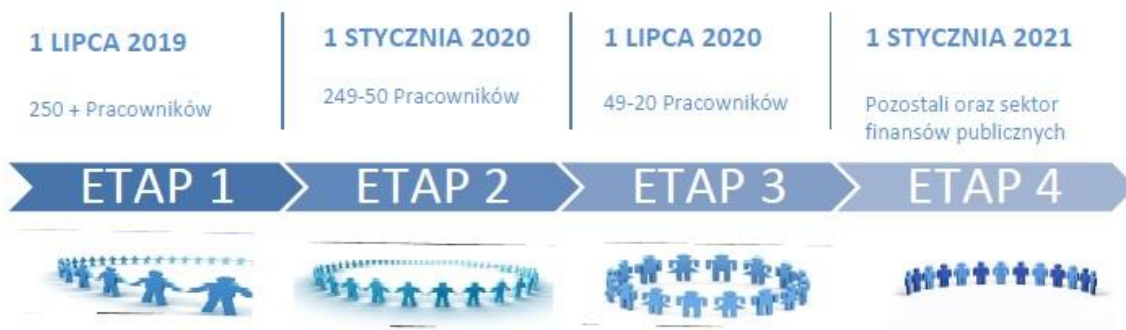 1 LIPCA 2019
250 + Pracowników
ETAP 1
1 STYCZNIA 2020
249-50 Pracowników
ETAP 2
1 LIPCA 2020
49-20 Pracowników
ETAP 3
1 STYCZNIA 2021
Pozostali oraz sektor
finansów publicznych
ETAP 4